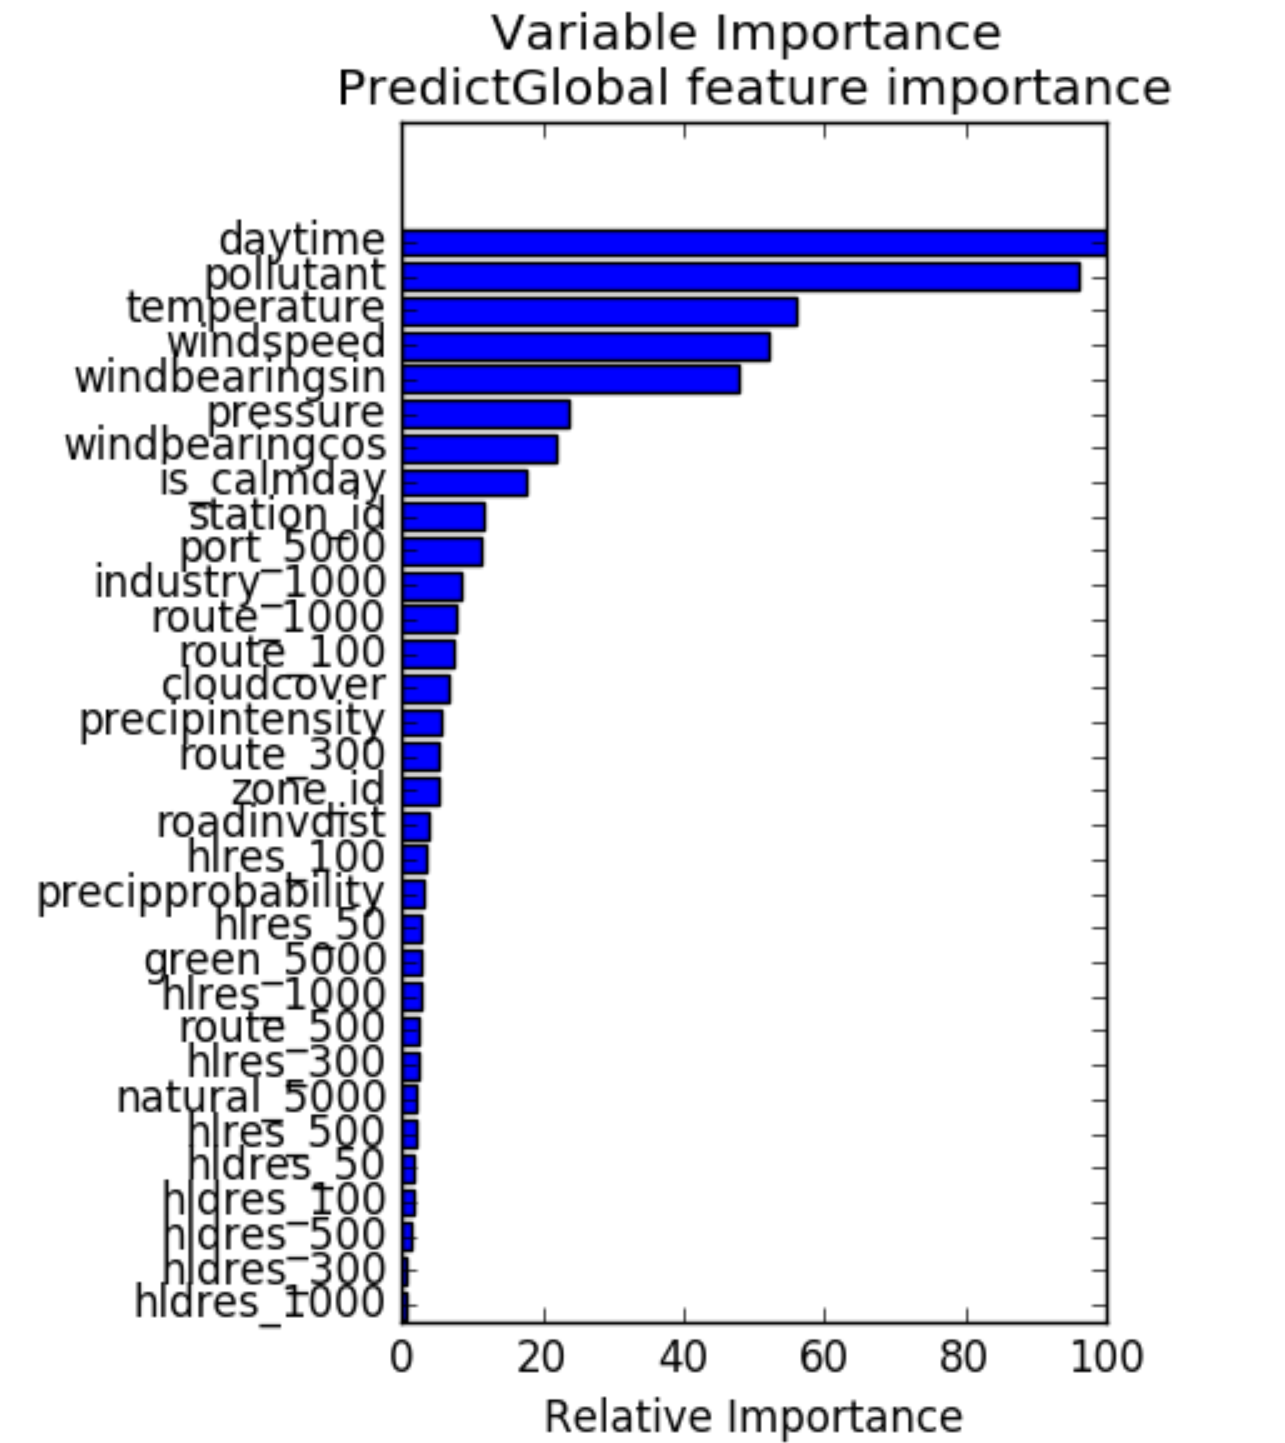 Variable Importance
PredictGlobal feature importance
daytime
pollutant
temperature
windspeed
windbearingsin
pressure
windbearingcos
is_calmday
station_id
port_5000
industry_1000
route_1000
route_100
cloudcover
precipintensity
route_300
zone_id
roadinvdist
hlres_100
precipprobability
hlres_50
green_5000
hlres_1000
route_500
hlres_300
natural_5000
hlres_500
hldres_50
hldres_100
hldres_500
hldres_300
hldres_1000
0 20 40 60 80 100
Relative Importance